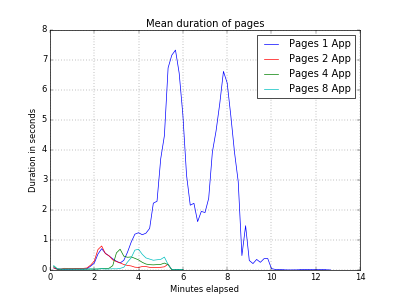 Mean duration of pages
8
7
6
5
4
3
2
1
0
Duration in seconds
Pages 1 App
Pages 2 App
Pages 4 App
Pages 8 App
0 2 4 6 8 10 12 14
Minutes elapsed